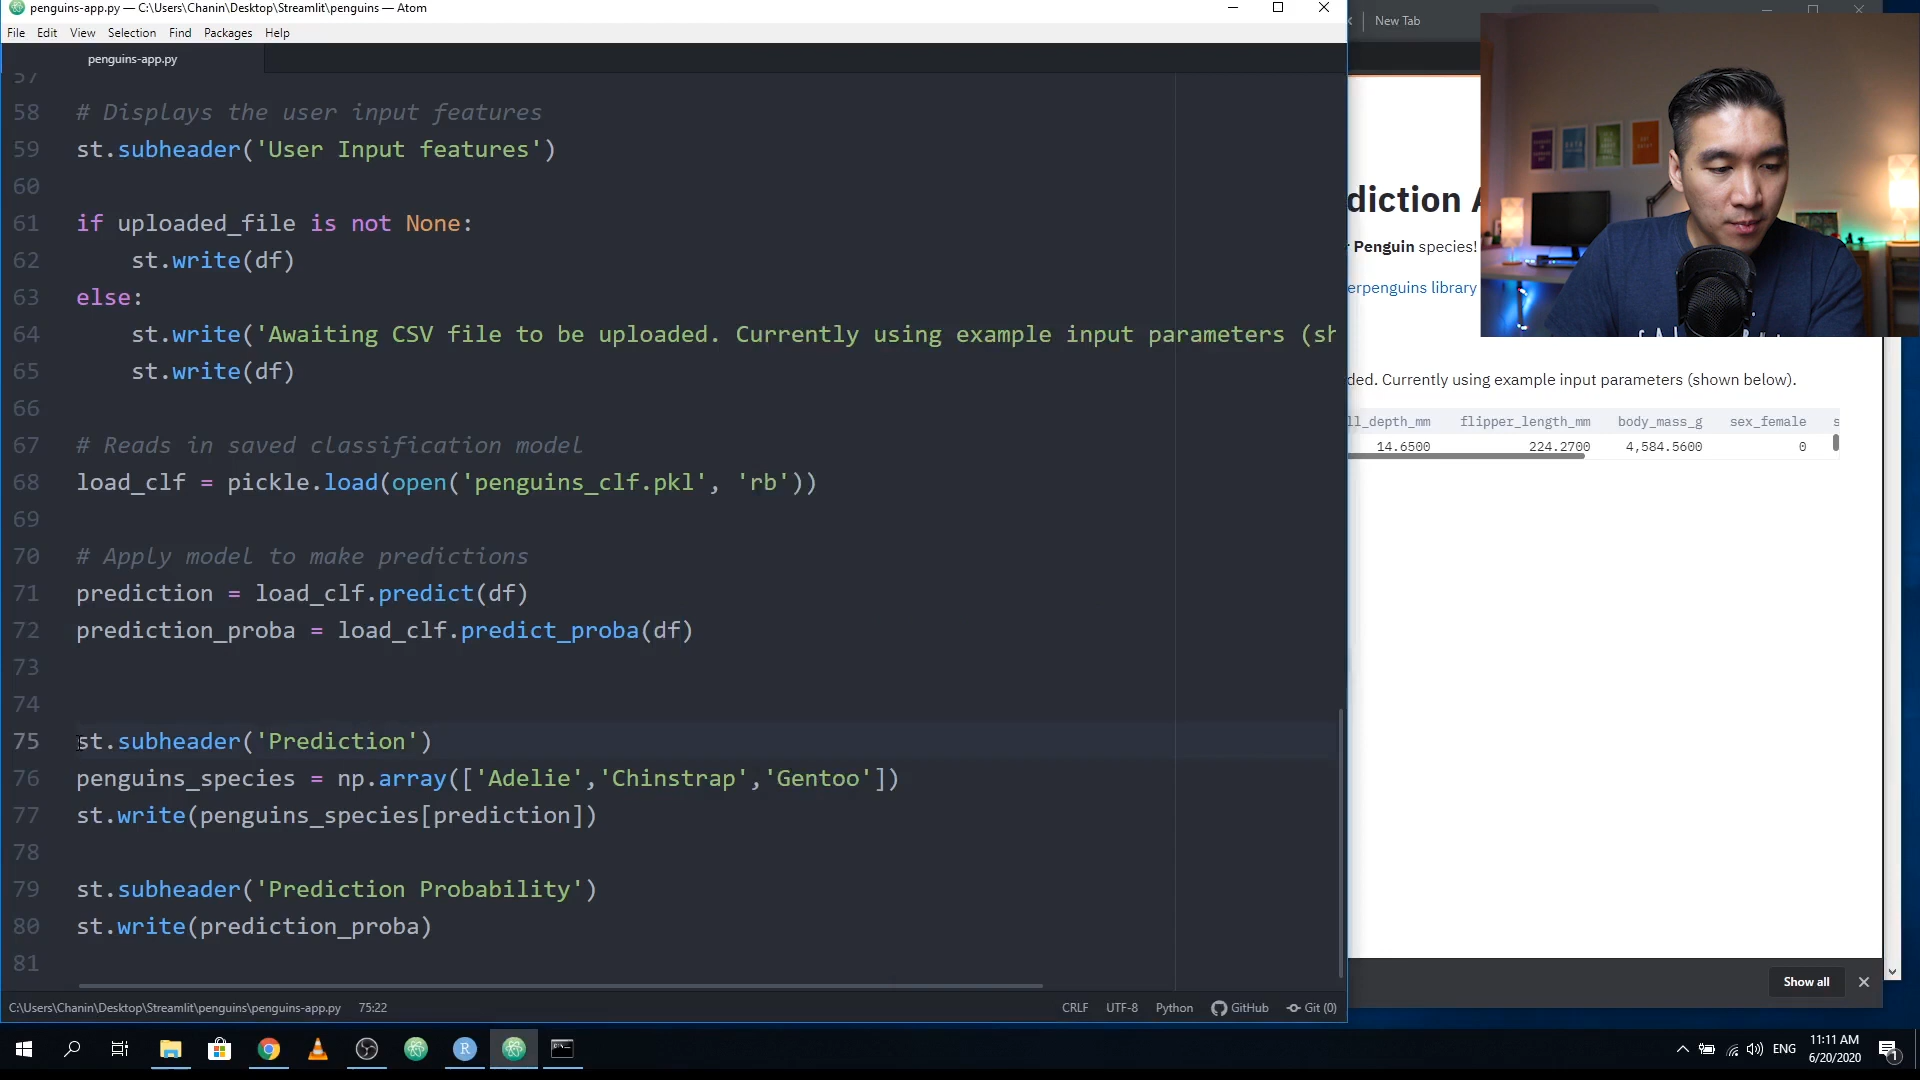 penguins-app.py — C:\Users\Chanin\Desktop\Streamlit\penguins — Atom
File Edit View Selection Find Packages Help
penguins-app.py
57
58 # Displays the user input features
59 st.subheader('User Input features')
60
61 if uploaded_file is not None:
62 st.write(df)
63 else:
64 st.write('Awaiting CSV file to be uploaded. Currently using example input parameters (sh
65 st.write(df)
66
67 # Reads in saved classification model
68 load_clf = pickle.load(open('penguins_clf.pkl', 'rb'))
69
70 # Apply model to make predictions
71 prediction = load_clf.predict(df)
72 prediction_proba = load_clf.predict_proba(df)
73
74
75 st.subheader('Prediction')
76 penguins_species = np.array(['Adelie','Chinstrap','Gentoo'])
77 st.write(penguins_species[prediction])
78
79 st.subheader('Prediction Probability')
80 st.write(prediction_proba)
81
C:\Users\Chanin\Desktop\Streamlit\penguins\penguins-app.py 75:22 CRLF UTF-8 Python GitHub Git (0)
New Tab
diction A
r Penguin species!
erpenguins library
ded. Currently using example input parameters (shown below).
ll_depth_mm flipper_length_mm body_mass_g sex_female s
14.6500 224.2700 4,584.5600 0
Show all
ENG 11:11 AM
6/20/2020
1